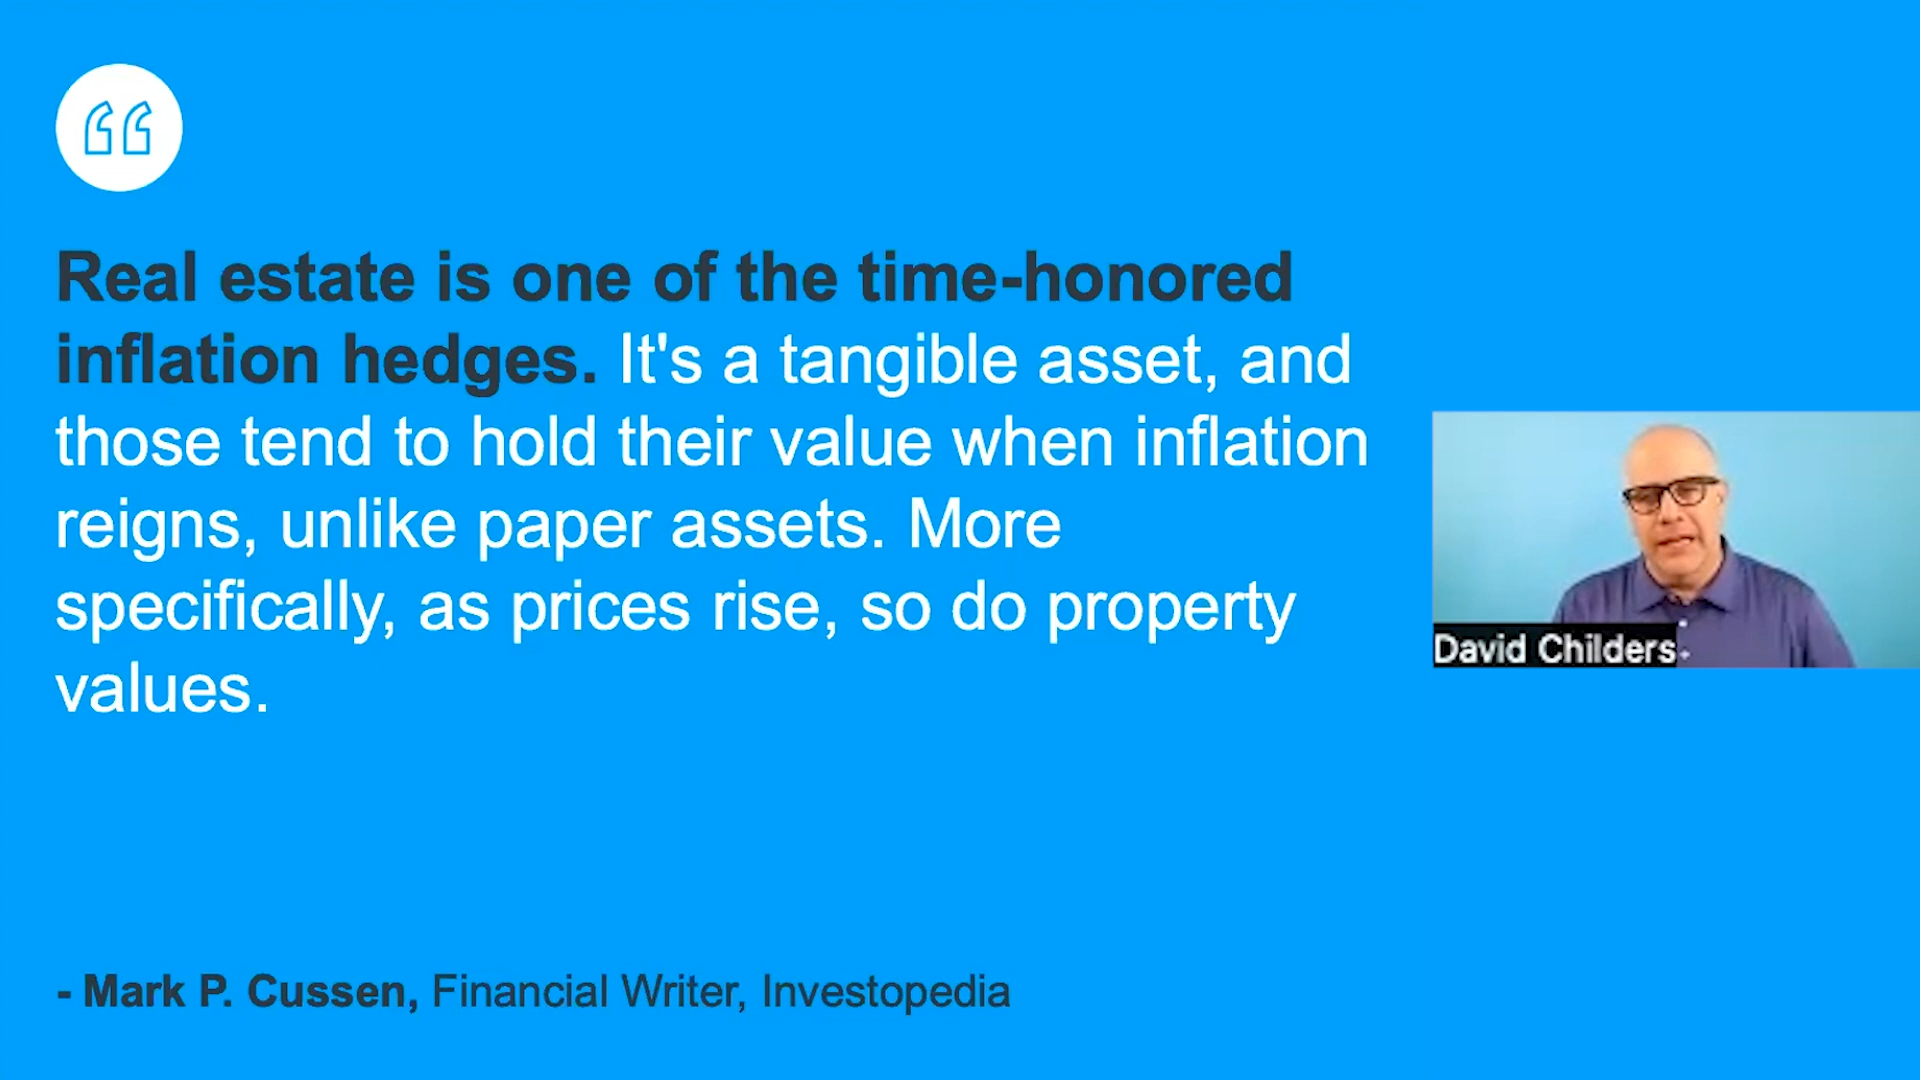 Real estate is one of the time-honored
inflation hedges. It's a tangible asset, and
those tend to hold their value when inflation
reigns, unlike paper assets. More
specifically, as prices rise, so do property
values.
David Childers
- Mark P. Cussen, Financial Writer, Investopedia